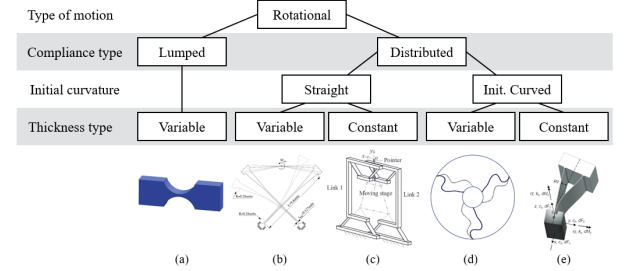 Type of motion
Rotational
Compliance type
Lumped
Distributed
Initial curvature
Straight
Init. Curved
Thickness type
Variable
Variable
Constant
Variable
Constant
Pointer
Link 1
Moving stage
Link 2
(a)
(b)
(c)
(d)
(e)